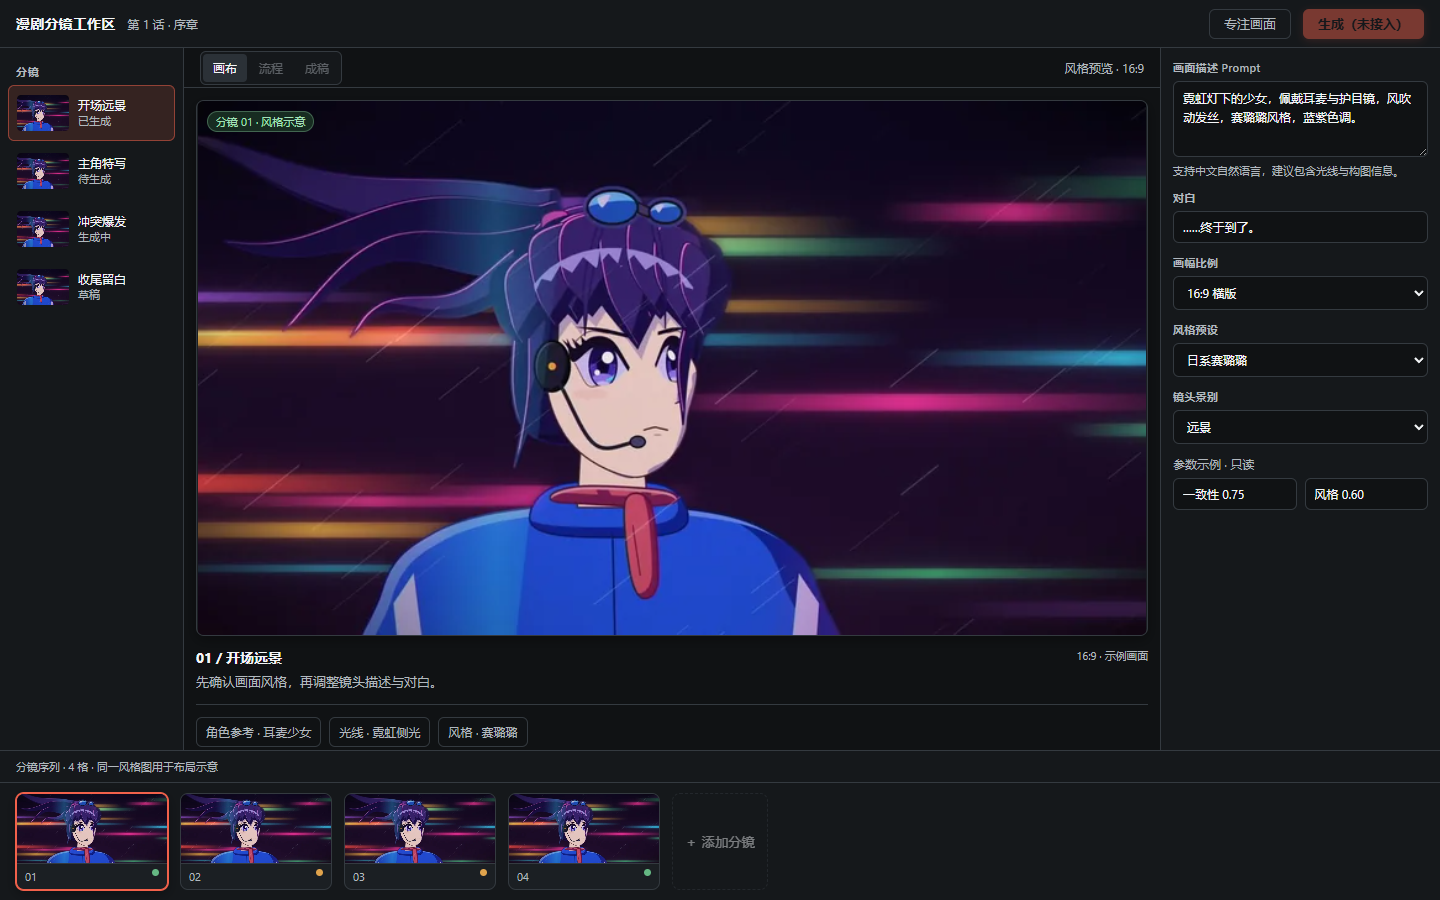 漫剧分镜工作区
第 1 话 · 序章
专注画面
生成（未接入）
分镜
开场远景
已生成
主角特写
待生成
冲突爆发
生成中
收尾留白
草稿
画布
流程
成稿
风格预览 · 16:9
分镜 01 · 风格示意
01 / 开场远景
16:9 · 示例画面
先确认画面风格，再调整镜头描述与对白。
角色参考 · 耳麦少女
光线 · 霓虹侧光
风格 · 赛璐璐
画面描述 Prompt
霓虹灯下的少女，佩戴耳麦与护目镜，风吹
动发丝，赛璐璐风格，蓝紫色调。
支持中文自然语言，建议包含光线与构图信息。
对白
……终于到了。
画幅比例
16:9 横版
风格预设
日系赛璐璐
镜头景别
远景
参数示例 · 只读
一致性 0.75
风格 0.60
分镜序列 · 4 格 · 同一风格图用于布局示意
01
02
03
04
+ 添加分镜